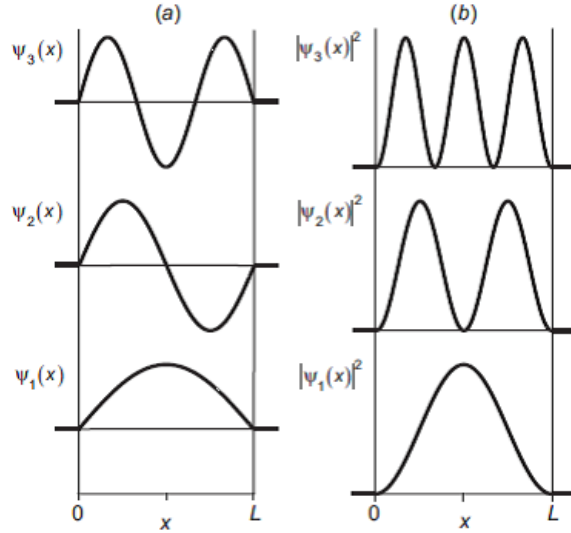 (a)
(b)
ψ₃(x)
|ψ₃(x)|²
ψ₂(x)
|ψ₂(x)|²
ψ₁(x)
|ψ₁(x)|²
0 x L
0 x L